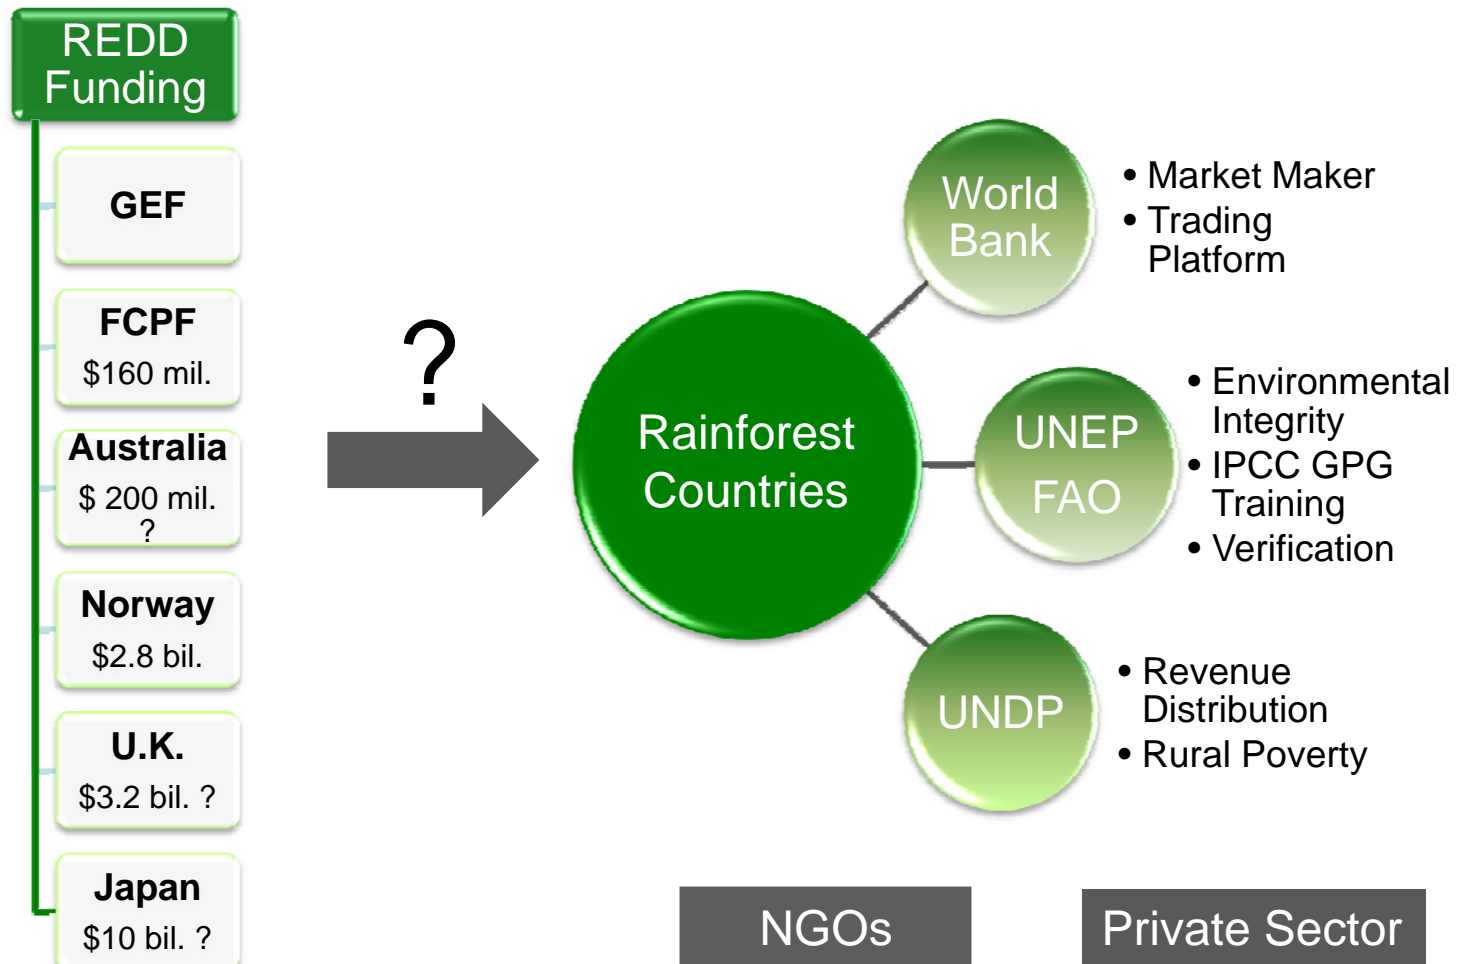 REDD
Funding
GEF
FCPF
$160 mil.
Australia
$ 200 mil.
?
Norway
$2.8 bil.
U.K.
$3.2 bil. ?
Japan
$10 bil. ?
?
Rainforest
Countries
World
Bank
• Market Maker
• Trading
Platform
UNEP
FAO
• Environmental
Integrity
• IPCC GPG
Training
• Verification
UNDP
• Revenue
Distribution
• Rural Poverty
NGOs
Private Sector